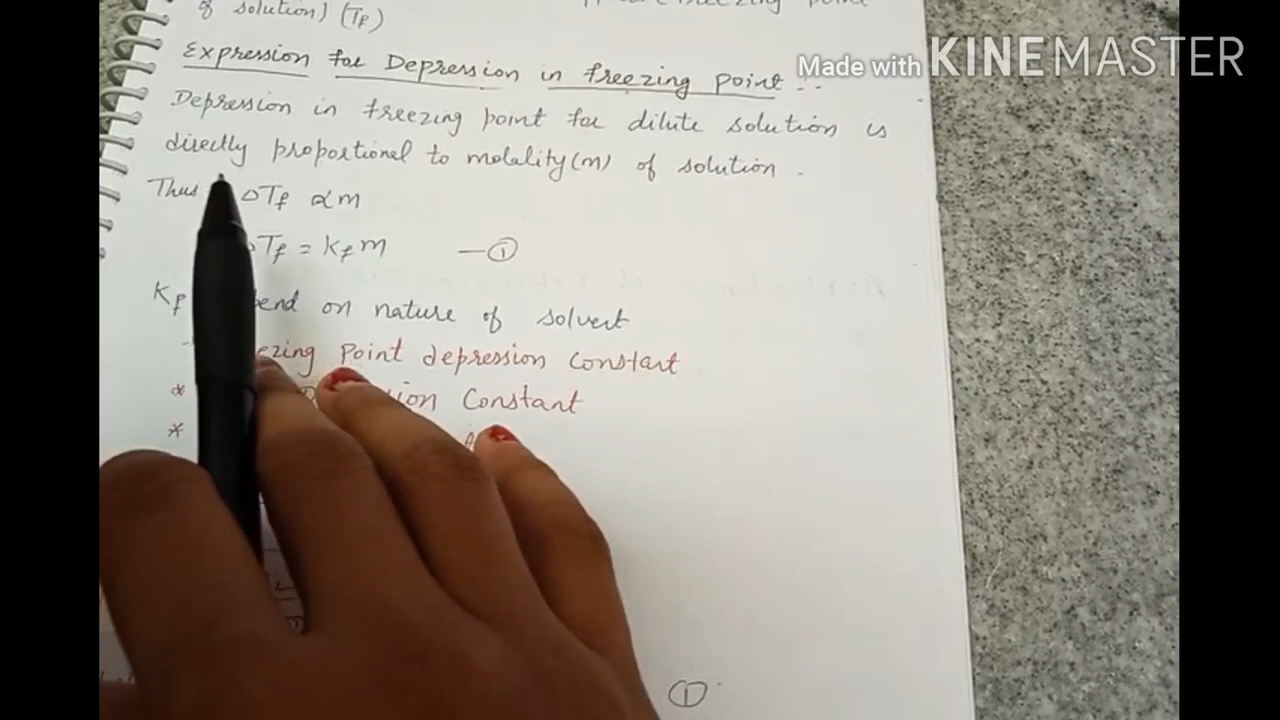 of solution) (Tf)
freezing point
Made with KINEMASTER
Expression for Depression in freezing point ..
Depression in freezing point for dilute solution is
directly proportional to molality (m) of solution.
Thus ΔTf ∝ m
Tf = Kf m —①
Kf on nature of solvent
point depression Constant
* Constant
*
①